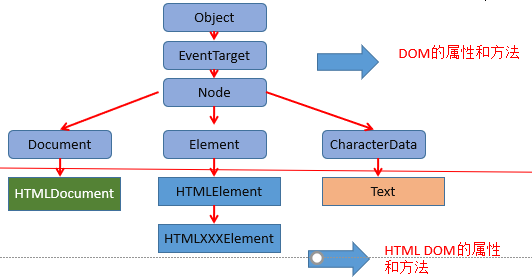 Object
EventTarget
DOM的属性和方法
Node
Document
Element
CharacterData
HTMLDocument
HTMLElement
Text
HTMLXXXElement
HTML DOM的属性
和方法